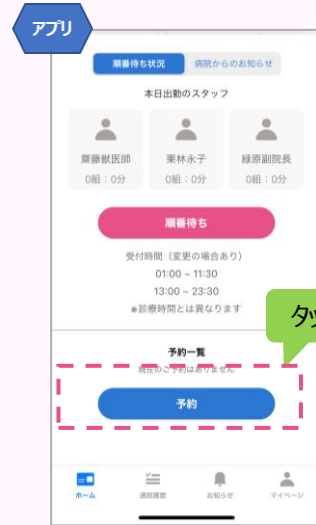 アプリ
順番待ち状況 病院からのお知らせ
本日出勤のスタッフ
齋藤獣医師 栗林永子 緑原副院長
0組：0分 0組：0分 0組：0分
順番待ち
受付時間（変更の場合あり）
01:00 ~ 11:30
13:00 ~ 23:30
※診療時間とは異なります
タッ
予約一覧
現在のご予約はありません
予約
ホーム 通院履歴 お知らせ マイページ